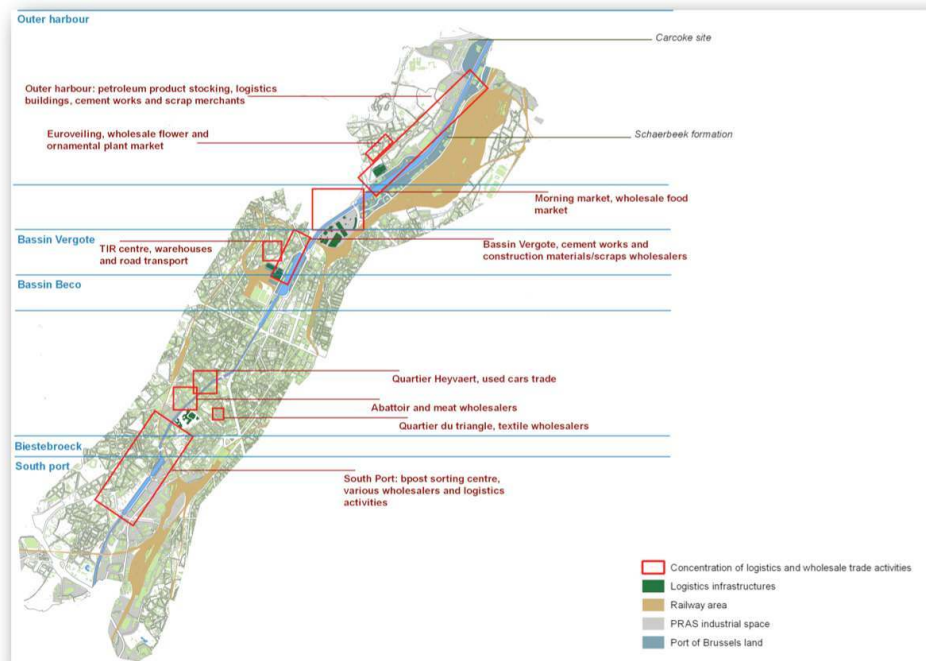 Outer harbour
Carcoke site
Outer harbour: petroleum product stocking, logistics
buildings, cement works and scrap merchants
Euroveiling, wholesale flower and
ornamental plant market
Schaerbeek formation
Morning market, wholesale food
market
Bassin Vergote
TIR centre, warehouses
and road transport
Bassin Vergote, cement works and
construction materials/scraps wholesalers
Bassin Beco
Quartier Heyvaert, used cars trade
Abattoir and meat wholesalers
Quartier du triangle, textile wholesalers
Biestebroeck
South port
South Port: bpost sorting centre,
various wholesalers and logistics
activities
Concentration of logistics and wholesale trade activities
Logistics infrastructures
Railway area
PRAS industrial space
Port of Brussels land